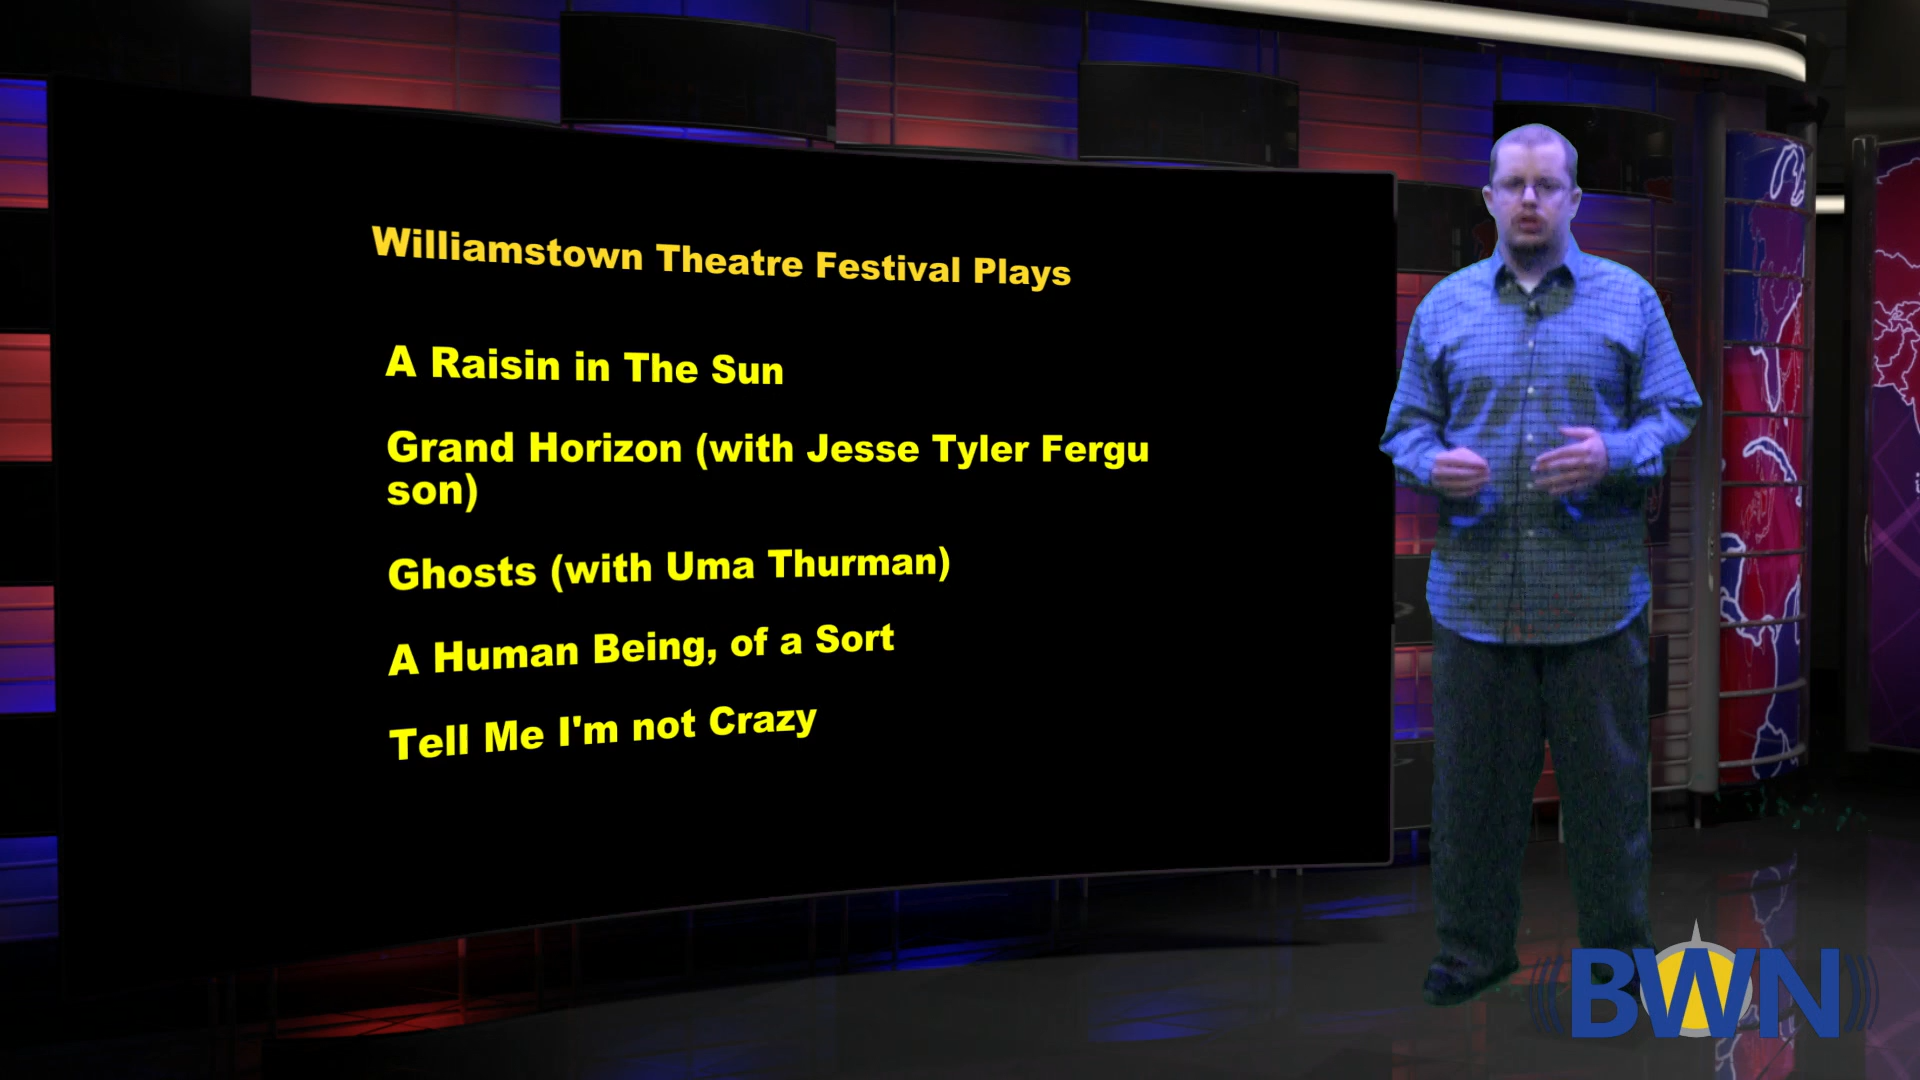 Williamstown Theatre Festival Plays
A Raisin in The Sun
Grand Horizon (with Jesse Tyler Fergu
son)
Ghosts (with Uma Thurman)
A Human Being, of a Sort
Tell Me I'm not Crazy
BWN